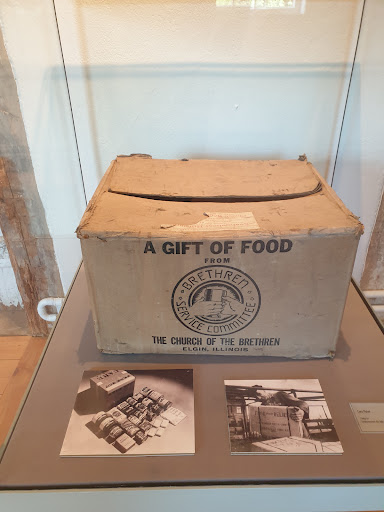 A GIFT OF FOOD
FROM
BRETHREN
SERVICE COMMITTEE
THE CHURCH OF THE BRETHREN
ELGIN, ILLINOIS